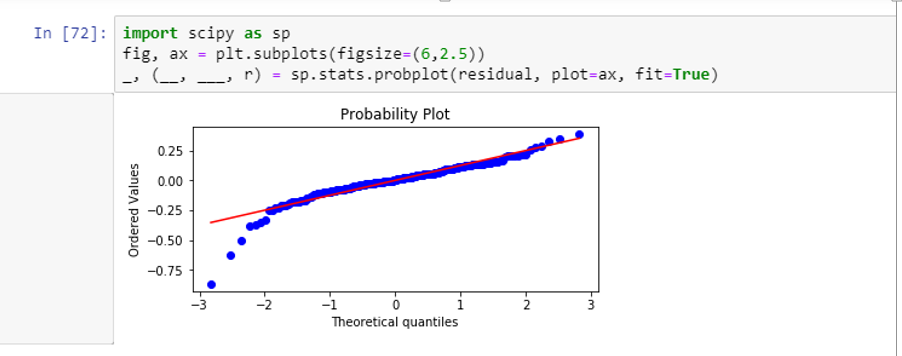 In [72]: import scipy as sp
fig, ax = plt.subplots(figsize=(6,2.5))
_, (__, ___, r) = sp.stats.probplot(residual, plot=ax, fit=True)
Probability Plot
0.25
0.00
−0.25
−0.50
−0.75
Ordered Values
−3 −2 −1 0 1 2 3
Theoretical quantiles